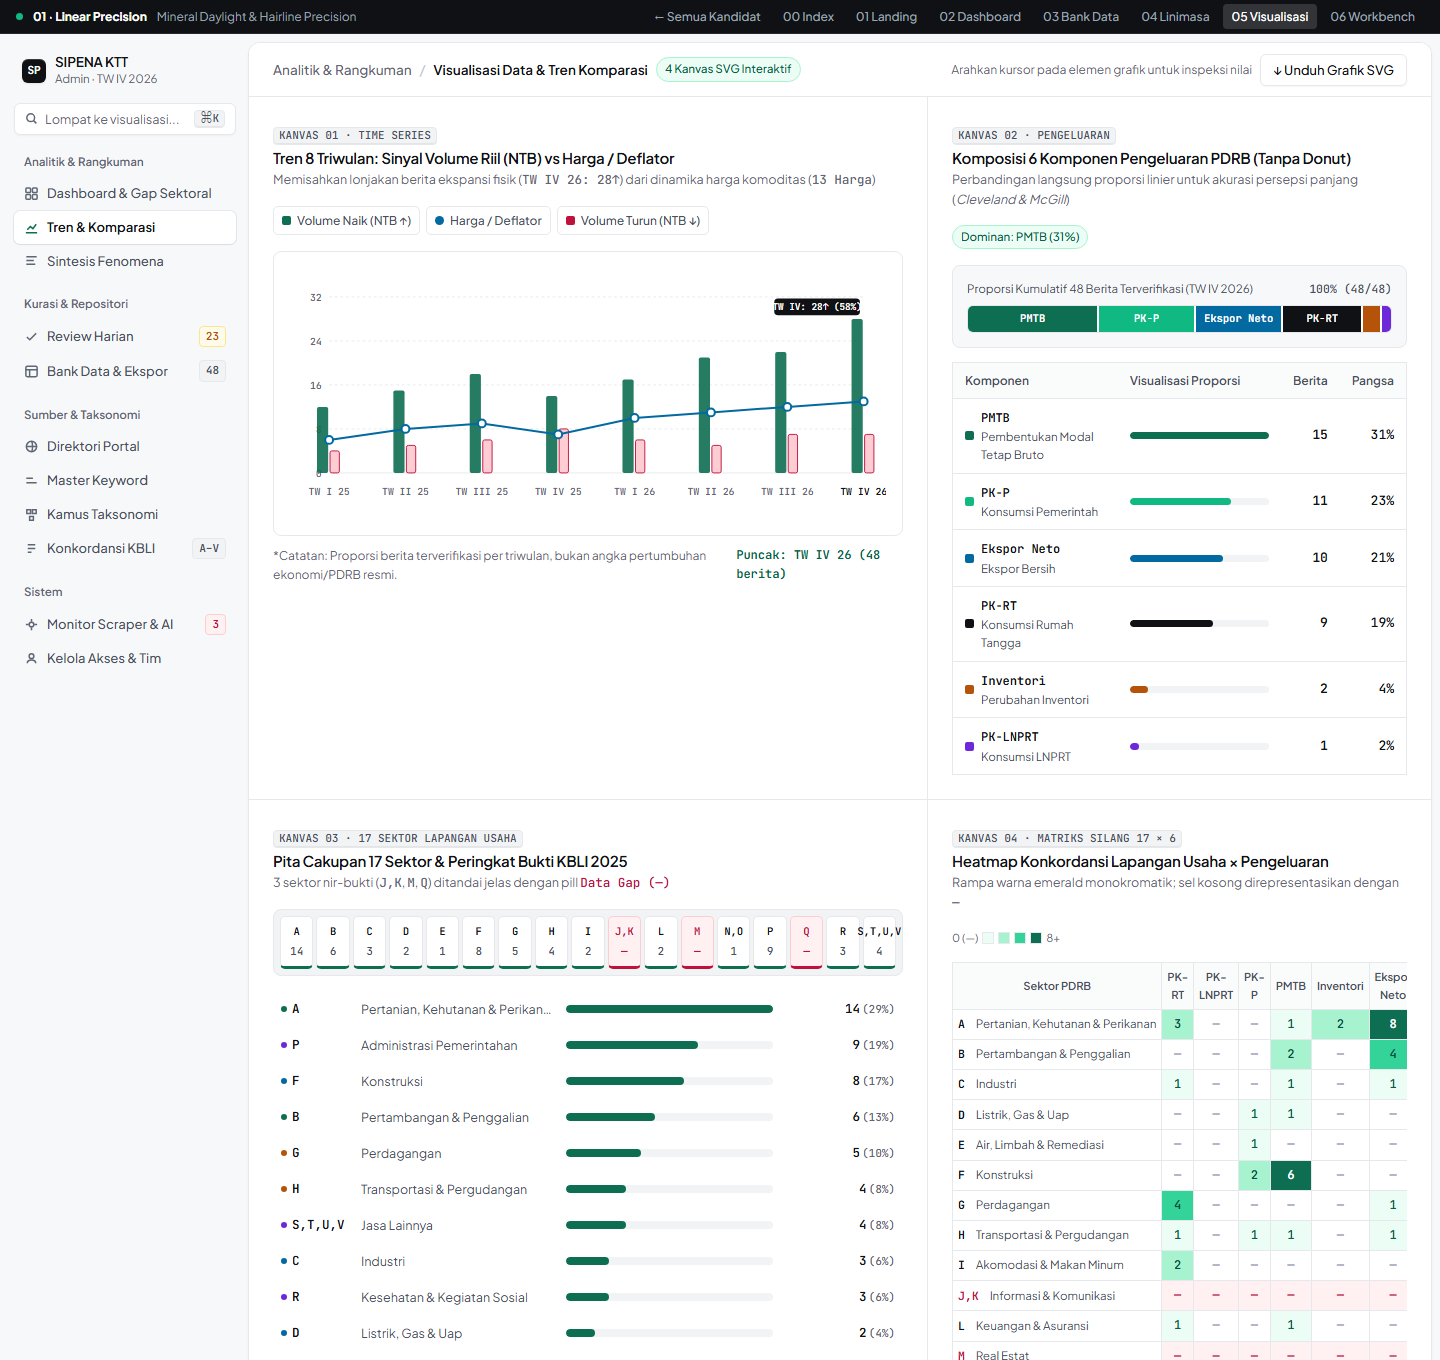 01 · Linear Precision Mineral Daylight & Hairline Precision
← Semua Kandidat 00 Index 01 Landing 02 Dashboard 03 Bank Data 04 Linimasa 05 Visualisasi 06 Workbench
SP
SIPENA KTT
Admin · TW IV 2026
Lompat ke visualisasi... ⌘K
Analitik & Rangkuman
Dashboard & Gap Sektoral
Tren & Komparasi
Sintesis Fenomena
Kurasi & Repositori
Review Harian 23
Bank Data & Ekspor 48
Sumber & Taksonomi
Direktori Portal
Master Keyword
Kamus Taksonomi
Konkordansi KBLI A–V
Sistem
Monitor Scraper & AI 3
Kelola Akses & Tim
Analitik & Rangkuman / Visualisasi Data & Tren Komparasi 4 Kanvas SVG Interaktif
Arahkan kursor pada elemen grafik untuk inspeksi nilai ↓ Unduh Grafik SVG
KANVAS 01 · TIME SERIES
Tren 8 Triwulan: Sinyal Volume Riil (NTB) vs Harga / Deflator
Memisahkan lonjakan berita ekspansi fisik (TW IV 26: 28↑) dari dinamika harga komoditas (13 Harga)
Volume Naik (NTB ↑) Harga / Deflator Volume Turun (NTB ↓)
TW IV: 28↑ (58%)
32
24
16
8
0
TW I 25 TW II 25 TW III 25 TW IV 25 TW I 26 TW II 26 TW III 26 TW IV 26
*Catatan: Proporsi berita terverifikasi per triwulan, bukan angka pertumbuhan
ekonomi/PDRB resmi.
Puncak: TW IV 26 (48
berita)
KANVAS 02 · PENGELUARAN
Komposisi 6 Komponen Pengeluaran PDRB (Tanpa Donut)
Perbandingan langsung proporsi linier untuk akurasi persepsi panjang
(Cleveland & McGill)
Dominan: PMTB (31%)
Proporsi Kumulatif 48 Berita Terverifikasi (TW IV 2026) 100% (48/48)
PMTB PK-P Ekspor Neto PK-RT
Komponen Visualisasi Proporsi Berita Pangsa
PMTB
Pembentukan Modal
Tetap Bruto
15 31%
PK-P
Konsumsi Pemerintah
11 23%
Ekspor Neto
Ekspor Bersih
10 21%
PK-RT
Konsumsi Rumah
Tangga
9 19%
Inventori
Perubahan Inventori
2 4%
PK-LNPRT
Konsumsi LNPRT
1 2%
KANVAS 03 · 17 SEKTOR LAPANGAN USAHA
Pita Cakupan 17 Sektor & Peringkat Bukti KBLI 2025
3 sektor nir-bukti (J,K, M, Q) ditandai jelas dengan pill Data Gap (—)
A B C D E F G H I J,K L M N,O P Q R S,T,U,V
14 6 3 2 1 8 5 4 2 — 2 — 1 9 — 3 4
A Pertanian, Kehutanan & Perikan... 14 (29%)
P Administrasi Pemerintahan 9 (19%)
F Konstruksi 8 (17%)
B Pertambangan & Penggalian 6 (13%)
G Perdagangan 5 (10%)
H Transportasi & Pergudangan 4 (8%)
S,T,U,V Jasa Lainnya 4 (8%)
C Industri 3 (6%)
R Kesehatan & Kegiatan Sosial 3 (6%)
D Listrik, Gas & Uap 2 (4%)
KANVAS 04 · MATRIKS SILANG 17 × 6
Heatmap Konkordansi Lapangan Usaha × Pengeluaran
Rampa warna emerald monokromatik; sel kosong direpresentasikan dengan
—
0 (—) 8+
Sektor PDRB PK-RT PK-LNPRT PK-P PMTB Inventori Ekspo Neto
A Pertanian, Kehutanan & Perikanan 3 — — 1 2 8
B Pertambangan & Penggalian — — — 2 — 4
C Industri 1 — — 1 — 1
D Listrik, Gas & Uap — — 1 1 — —
E Air, Limbah & Remediasi — — 1 — — —
F Konstruksi — — 2 6 — —
G Perdagangan 4 — — — — 1
H Transportasi & Pergudangan 1 — 1 1 — 1
I Akomodasi & Makan Minum 2 — — — — —
J,K Informasi & Komunikasi — — — — — —
L Keuangan & Asuransi 1 — — 1 — —
M Real Estat — — — — — —